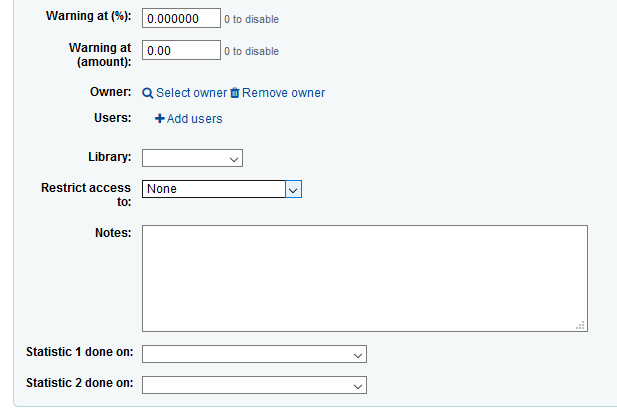 Warning at (%): 0.000000 0 to disable
Warning at 0.00 0 to disable
(amount):
Owner: Select owner Remove owner
Users: Add users
Library:
Restrict access None
to:
Notes:
Statistic 1 done on:
Statistic 2 done on: